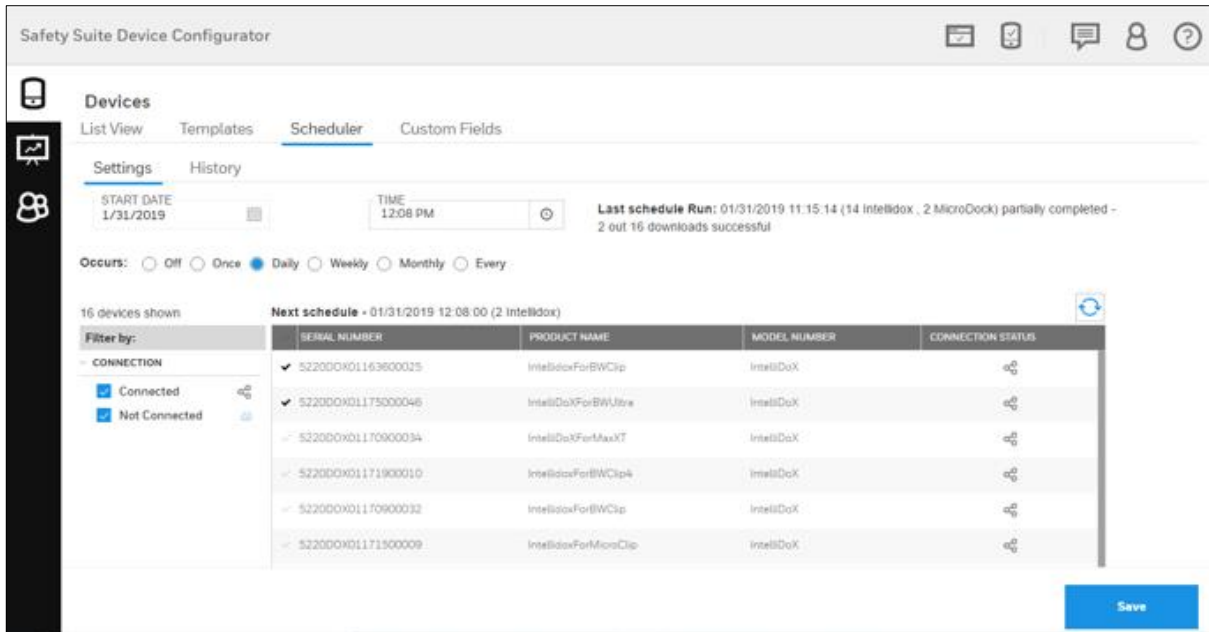 Safety Suite Device Configurator
Devices
List View Templates Scheduler Custom Fields
Settings History
START DATE
1/31/2019
TIME
12:08 PM
Last schedule Run: 01/31/2019 11:15:14 (14 Intellidox , 2 MicroDock) partially completed -
2 out 16 downloads successful
Occurs: Off Once Daily Weekly Monthly Every
16 devices shown
Next schedule - 01/31/2019 12:08:00 (2 Intellidox)
Filter by:
SERIAL NUMBER PRODUCT NAME MODEL NUMBER CONNECTION STATUS
CONNECTION
Connected
Not Connected
5220DOX01163600025 IntellidoxForBWClip IntelliDoX
5220DOX01175000046 IntelliDoXForBWUltra IntelliDoX
5220DOX01170900034 IntelliDoXForMaxXT IntelliDoX
5220DOX01171900010 IntellidoxForBWClip4 IntelliDoX
5220DOX01170900032 IntellidoxForBWClip IntelliDoX
5220DOX01171500009 IntellidoxForMicroClip IntelliDoX
Save